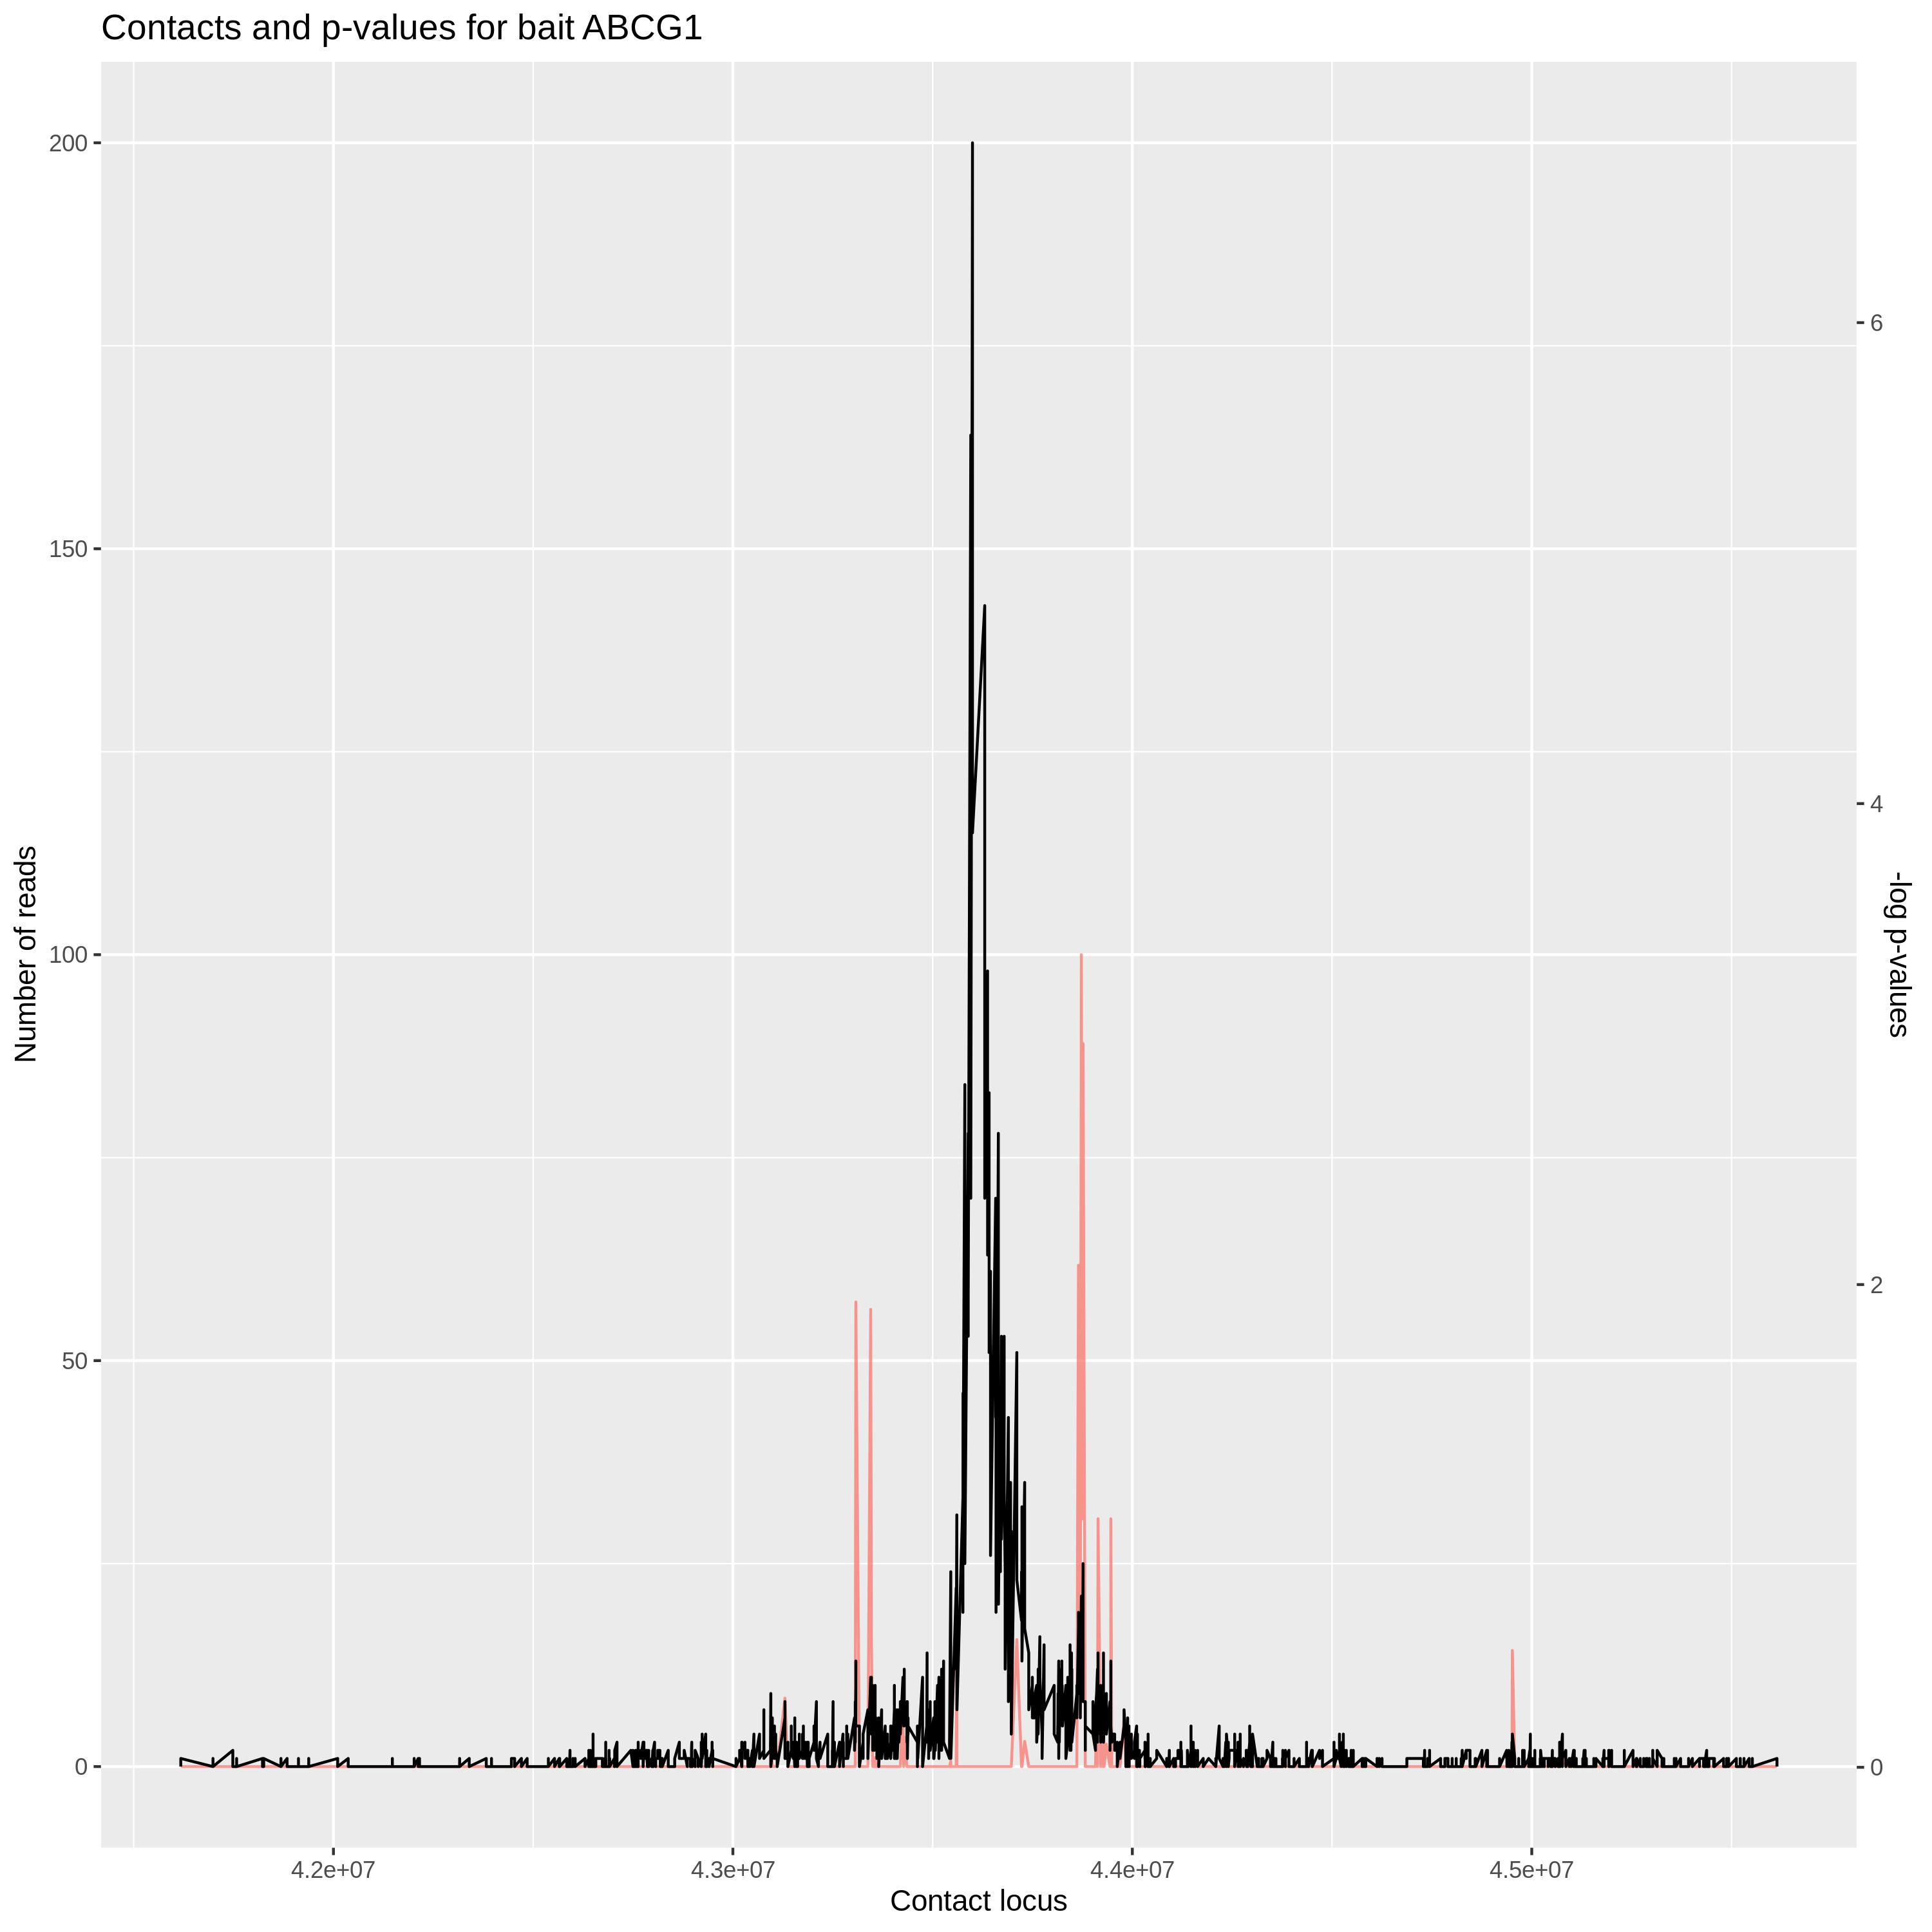 Contacts and p-values for bait ABCG1
200
150
100
50
0
Number of reads
6
4
2
0
-log p-values
4.2e+07
4.3e+07
4.4e+07
4.5e+07
Contact locus